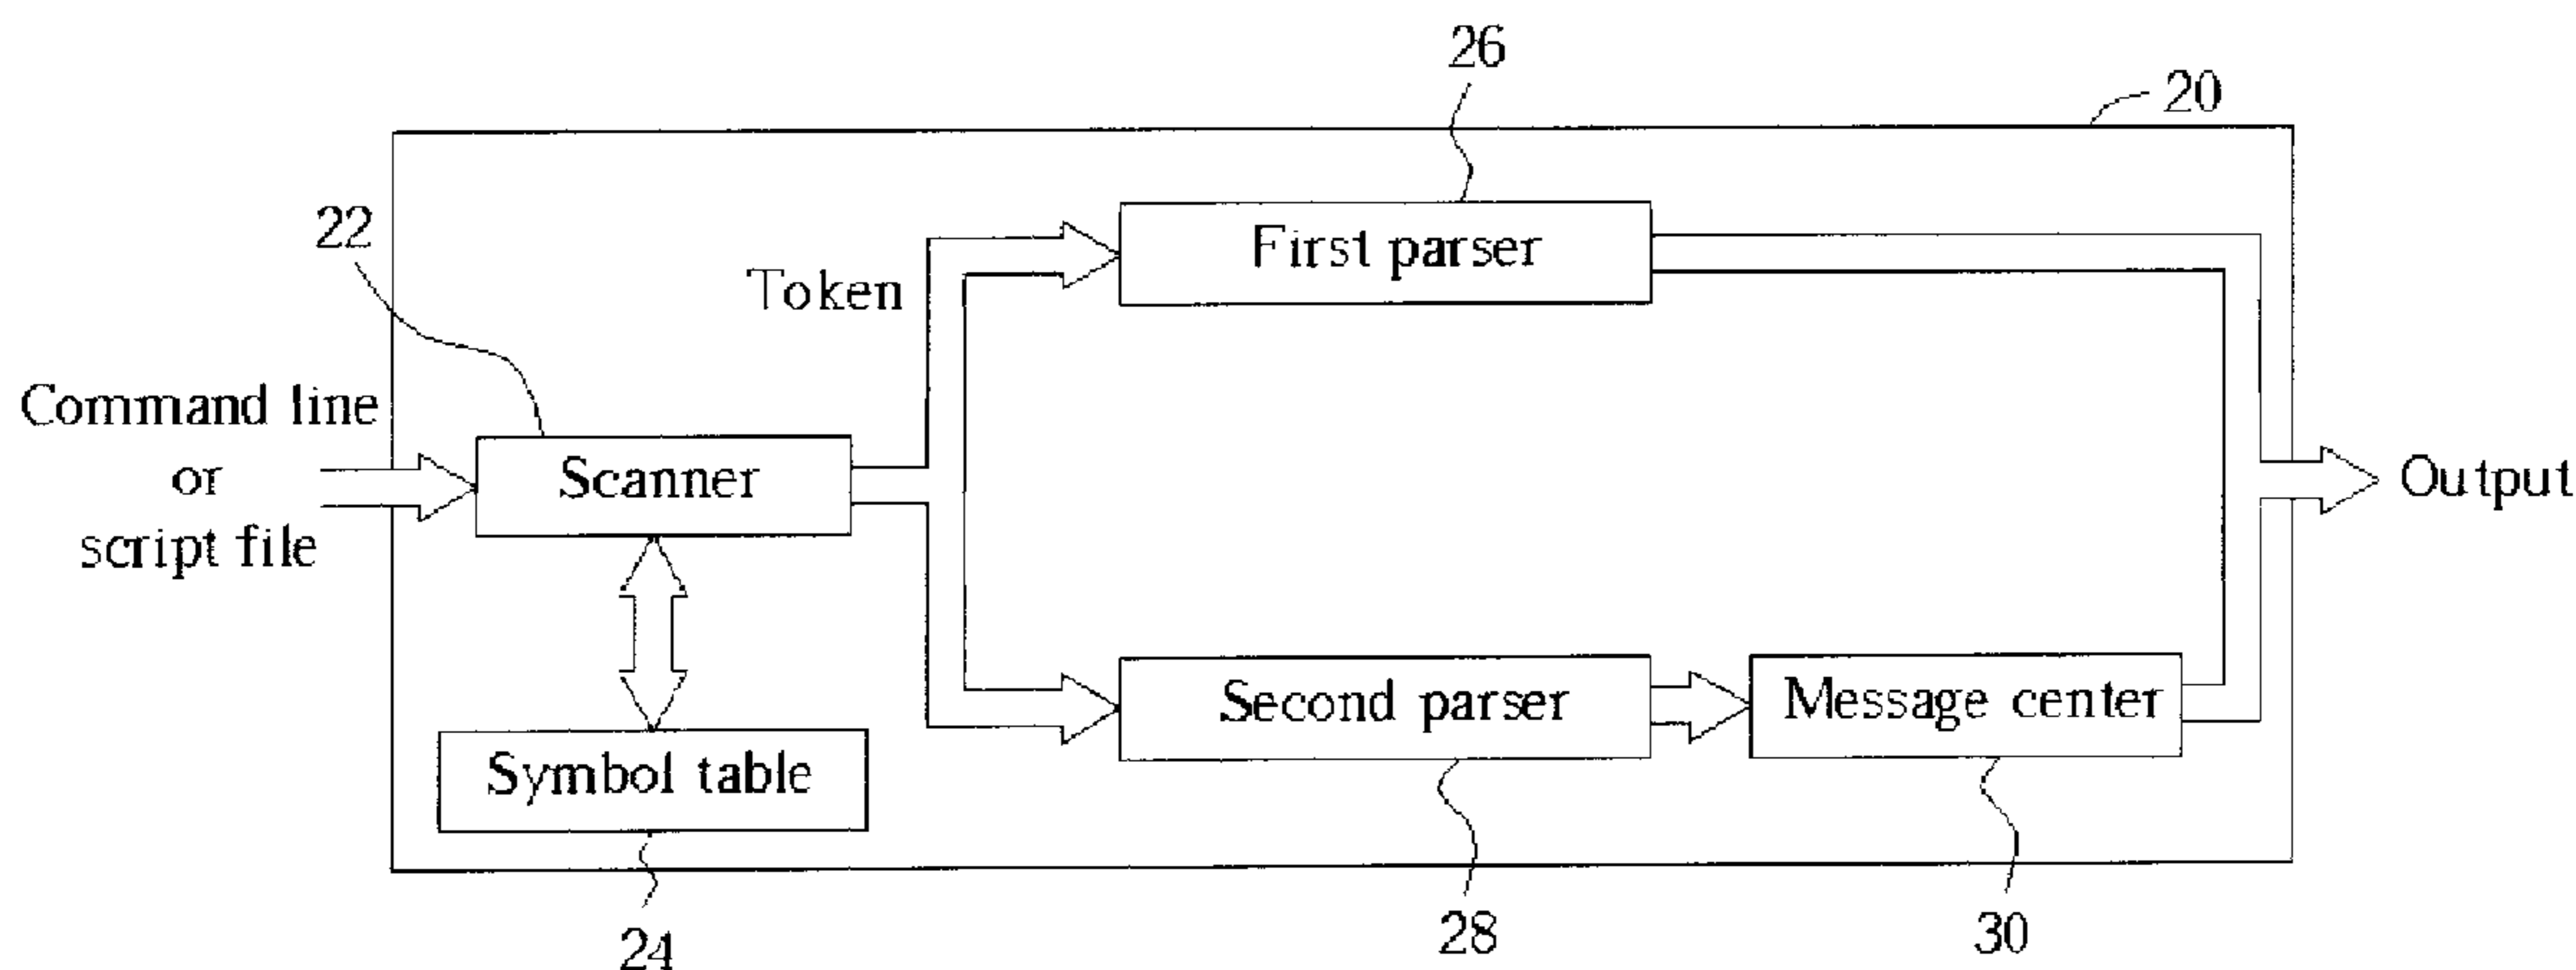 26
20
22
First parser
Token
Command line
or
script file
Scanner
Output
Second parser
Message center
Symbol table
24
28
30